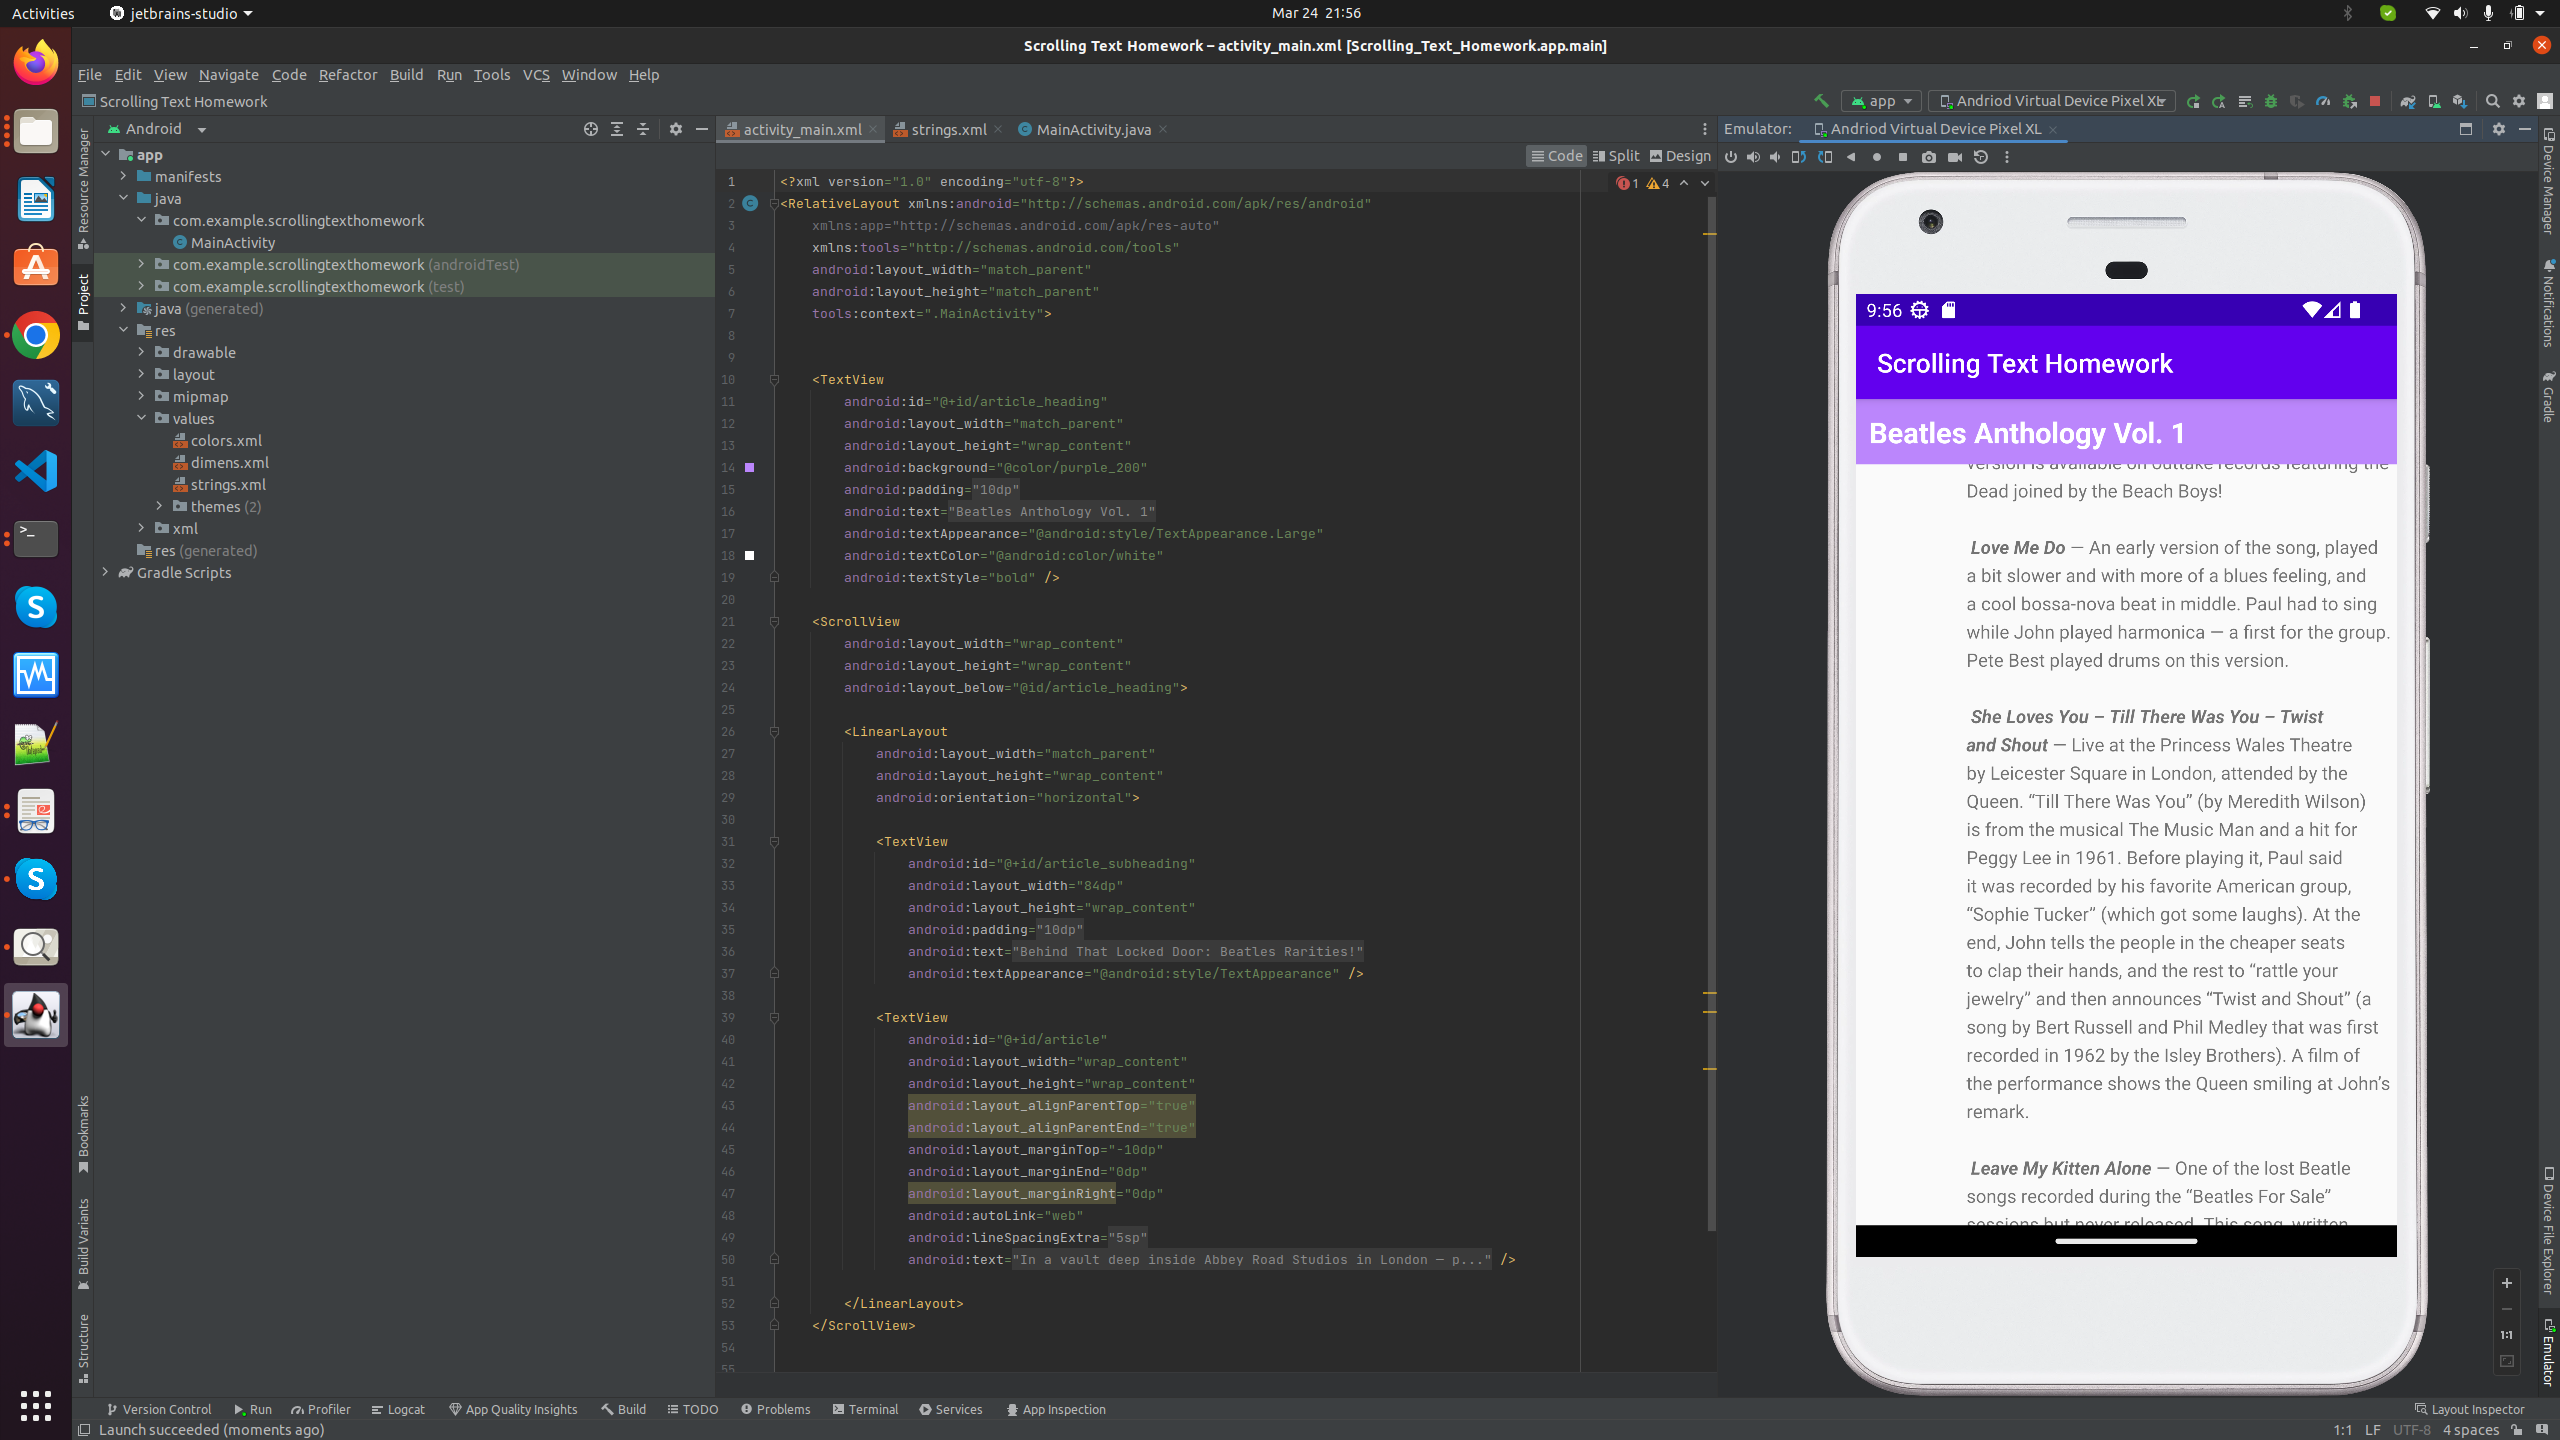 Activities
jetbrains-studio
Mar 24 21:56
Scrolling Text Homework – activity_main.xml [Scrolling_Text_Homework.app.main]
File Edit View Navigate Code Refactor Build Run Tools VCS Window Help
Scrolling Text Homework
app
Andriod Virtual Device Pixel XL
Android
Resource Manager
Project
Bookmarks
Build Variants
Structure
app
manifests
java
com.example.scrollingtexthomework
MainActivity
com.example.scrollingtexthomework (androidTest)
com.example.scrollingtexthomework (test)
java (generated)
res
drawable
layout
mipmap
values
colors.xml
dimens.xml
strings.xml
themes (2)
xml
res (generated)
Gradle Scripts
activity_main.xml
strings.xml
MainActivity.java
Code Split Design
1 4
1 <?xml version="1.0" encoding="utf-8"?>
2 <RelativeLayout xmlns:android="http://schemas.android.com/apk/res/android"
3 xmlns:app="http://schemas.android.com/apk/res-auto"
4 xmlns:tools="http://schemas.android.com/tools"
5 android:layout_width="match_parent"
6 android:layout_height="match_parent"
7 tools:context=".MainActivity">
8
9
10 <TextView
11 android:id="@+id/article_heading"
12 android:layout_width="match_parent"
13 android:layout_height="wrap_content"
14 android:background="@color/purple_200"
15 android:padding="10dp"
16 android:text="Beatles Anthology Vol. 1"
17 android:textAppearance="@android:style/TextAppearance.Large"
18 android:textColor="@android:color/white"
19 android:textStyle="bold" />
20
21 <ScrollView
22 android:layout_width="wrap_content"
23 android:layout_height="wrap_content"
24 android:layout_below="@id/article_heading">
25
26 <LinearLayout
27 android:layout_width="match_parent"
28 android:layout_height="wrap_content"
29 android:orientation="horizontal">
30
31 <TextView
32 android:id="@+id/article_subheading"
33 android:layout_width="84dp"
34 android:layout_height="wrap_content"
35 android:padding="10dp"
36 android:text="Behind That Locked Door: Beatles Rarities!"
37 android:textAppearance="@android:style/TextAppearance" />
38
39 <TextView
40 android:id="@+id/article"
41 android:layout_width="wrap_content"
42 android:layout_height="wrap_content"
43 android:layout_alignParentTop="true"
44 android:layout_alignParentEnd="true"
45 android:layout_marginTop="-10dp"
46 android:layout_marginEnd="0dp"
47 android:layout_marginRight="0dp"
48 android:autoLink="web"
49 android:lineSpacingExtra="5sp"
50 android:text="In a vault deep inside Abbey Road Studios in London — p..." />
51
52 </LinearLayout>
53 </ScrollView>
54
55
Emulator: Andriod Virtual Device Pixel XL
9:56
Scrolling Text Homework
Beatles Anthology Vol. 1
version is available on outtake records featuring the
Dead joined by the Beach Boys!
Love Me Do — An early version of the song, played
a bit slower and with more of a blues feeling, and
a cool bossa-nova beat in middle. Paul had to sing
while John played harmonica — a first for the group.
Pete Best played drums on this version.
She Loves You – Till There Was You – Twist
and Shout — Live at the Princess Wales Theatre
by Leicester Square in London, attended by the
Queen. “Till There Was You” (by Meredith Wilson)
is from the musical The Music Man and a hit for
Peggy Lee in 1961. Before playing it, Paul said
it was recorded by his favorite American group,
“Sophie Tucker” (which got some laughs). At the
end, John tells the people in the cheaper seats
to clap their hands, and the rest to “rattle your
jewelry” and then announces “Twist and Shout” (a
song by Bert Russell and Phil Medley that was first
recorded in 1962 by the Isley Brothers). A film of
the performance shows the Queen smiling at John’s
remark.
Leave My Kitten Alone — One of the lost Beatle
songs recorded during the “Beatles For Sale”
sessions but never released. This song, written
1:1
Device Manager
Notifications
Gradle
Device File Explorer
Emulator
Version Control Run Profiler Logcat App Quality Insights Build TODO Problems Terminal Services App Inspection
Layout Inspector
Launch succeeded (moments ago)
1:1 LF UTF-8 4 spaces